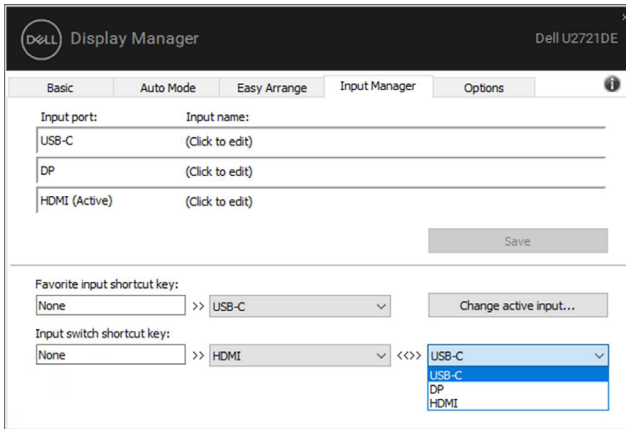 DELL Display Manager Dell U2721DE
Basic Auto Mode Easy Arrange Input Manager Options
Input port: Input name:
USB-C (Click to edit)
DP (Click to edit)
HDMI (Active) (Click to edit)
Save
Favorite input shortcut key:
None >> USB-C Change active input...
Input switch shortcut key:
None >> HDMI <<>> USB-C
USB-C
DP
HDMI